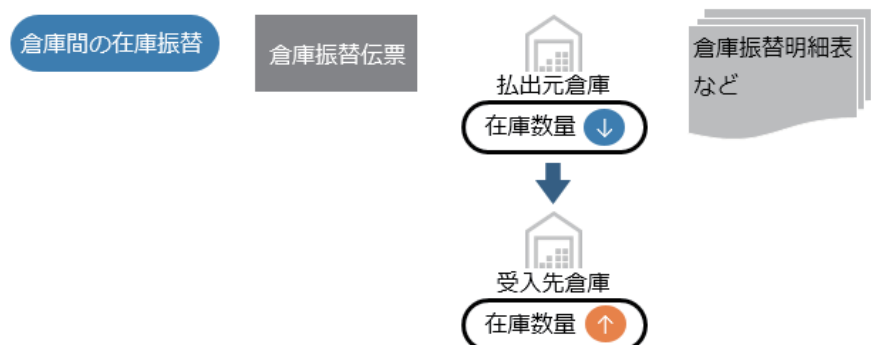 倉庫間の在庫振替
倉庫振替伝票
払出元倉庫
在庫数量 ↓
受入先倉庫
在庫数量 ↑
倉庫振替明細表
など